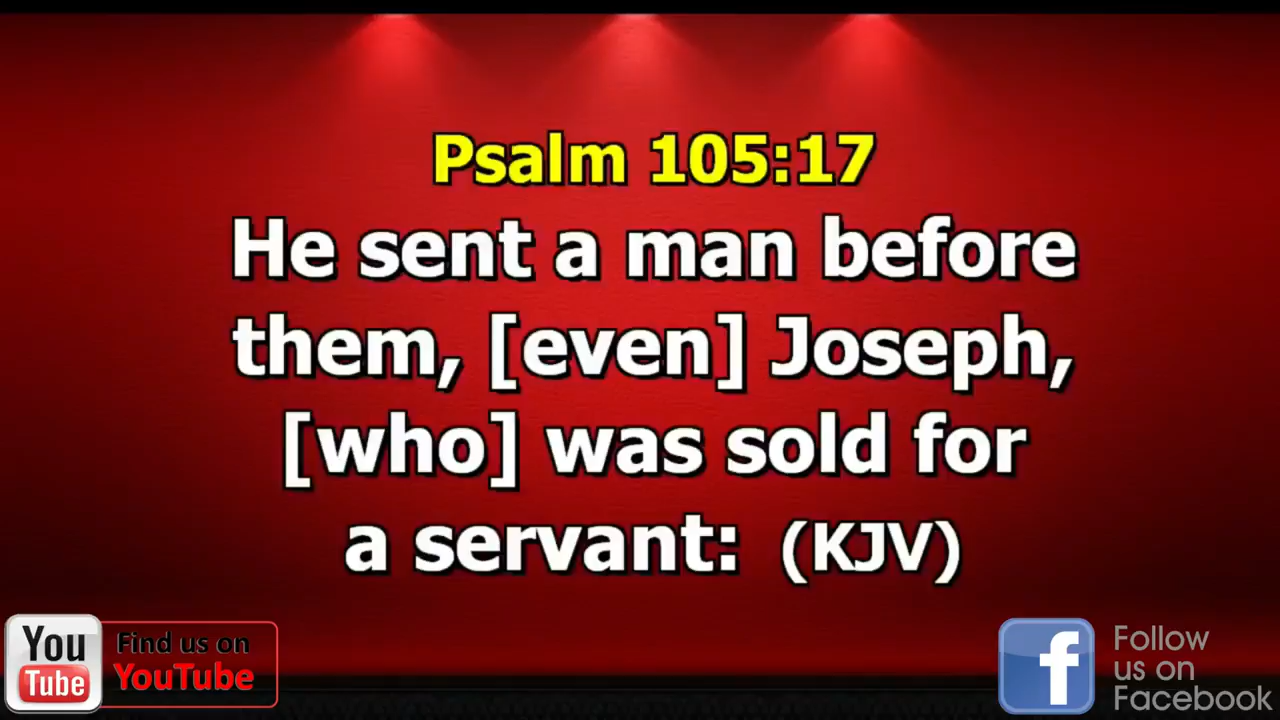 Psalm 105:17
He sent a man before
them, [even] Joseph,
[who] was sold for
a servant: (KJV)
You
Tube
Find us on
YouTube
f
Follow
us on
Facebook